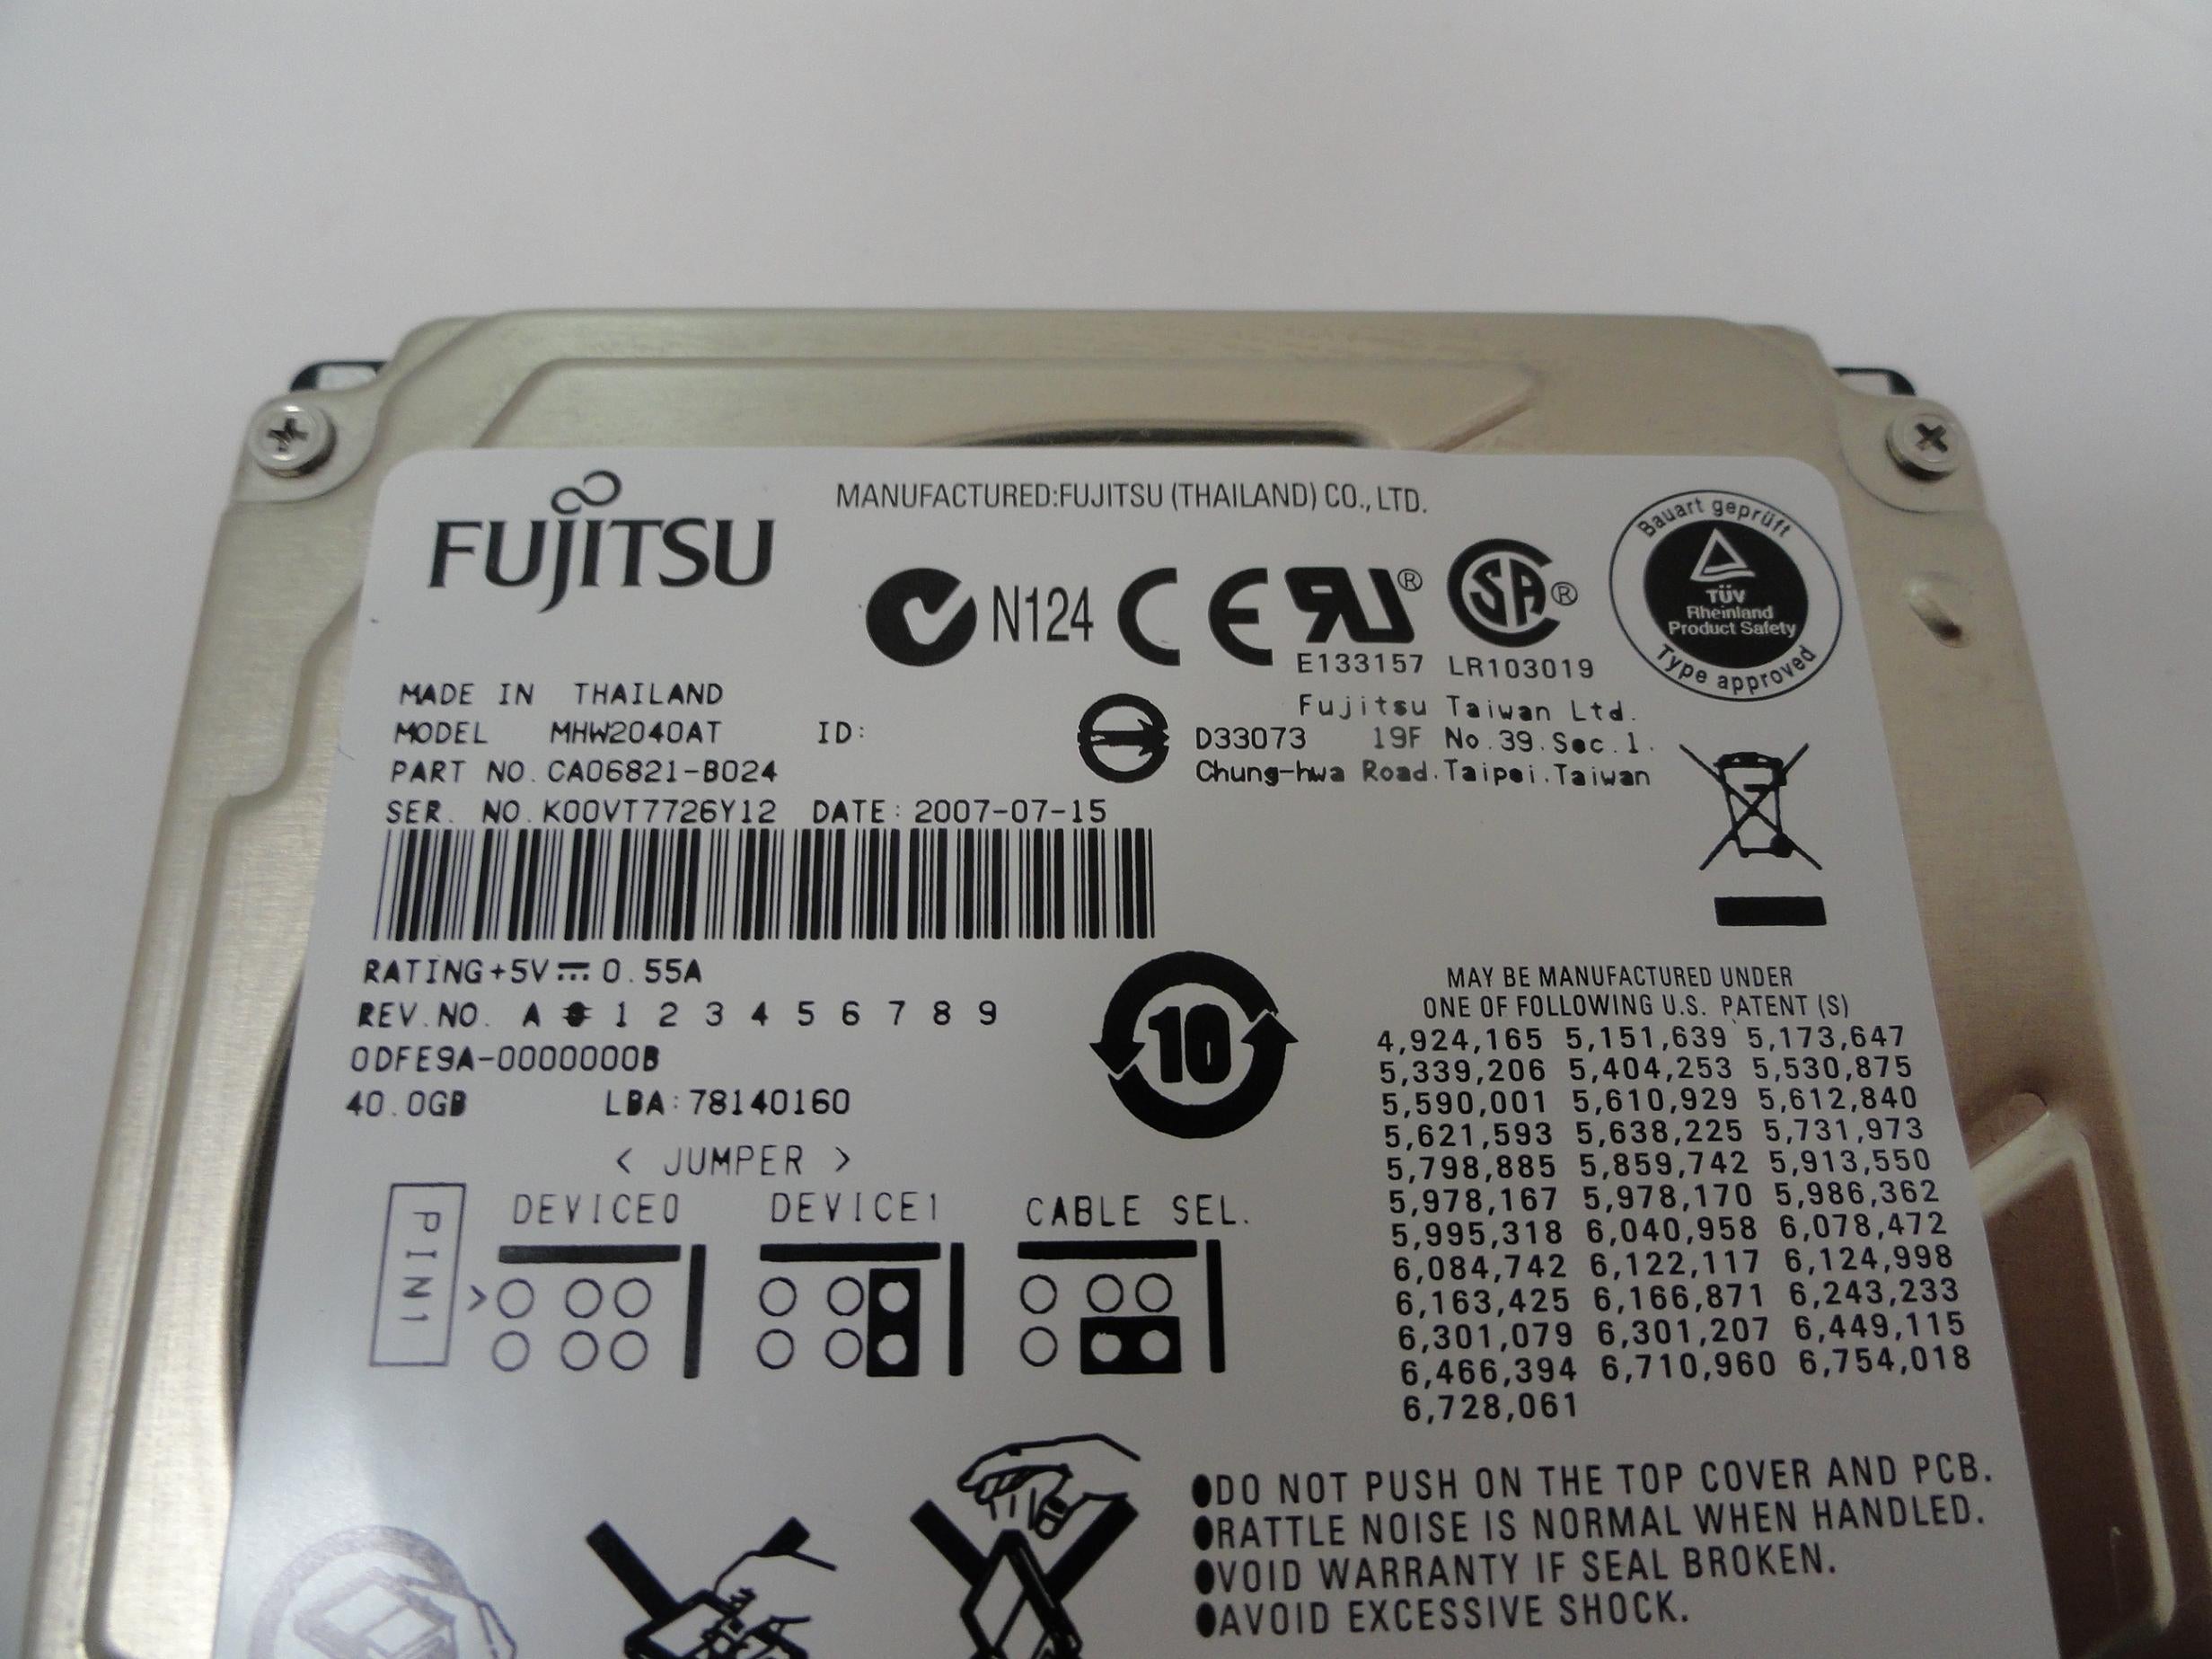 FUJITSU
MANUFACTURED:FUJITSU (THAILAND) CO., LTD.
N124 CE RU® SA®
E133157 LR103019
Bauart geprüft
TÜV
Rheinland
Product Safety
Type approved
MADE IN THAILAND
MODEL MHW2040AT ID:
PART NO.CA06821-B024
SER. NO.K00VT7726Y12 DATE:2007-07-15
Fujitsu Taiwan Ltd.
D33073 19F No.39.Sec.1.
Chung-hwa Road.Taipei.Taiwan
RATING+5V⎓0.55A
REV.NO. A 0 1 2 3 4 5 6 7 8 9
0DFE9A-0000000B
40.0GB LBA:78140160
10
MAY BE MANUFACTURED UNDER
ONE OF FOLLOWING U.S. PATENT (S)
4,924,165 5,151,639 5,173,647
5,339,206 5,404,253 5,530,875
5,590,001 5,610,929 5,612,840
5,621,593 5,638,225 5,731,973
5,798,885 5,859,742 5,913,550
5,978,167 5,978,170 5,986,362
5,995,318 6,040,958 6,078,472
6,084,742 6,122,117 6,124,998
6,163,425 6,166,871 6,243,233
6,301,079 6,301,207 6,449,115
6,466,394 6,710,960 6,754,018
6,728,061
< JUMPER >
DEVICE0 DEVICE1 CABLE SEL.
PIN1
●DO NOT PUSH ON THE TOP COVER AND PCB.
●RATTLE NOISE IS NORMAL WHEN HANDLED.
●VOID WARRANTY IF SEAL BROKEN.
●AVOID EXCESSIVE SHOCK.